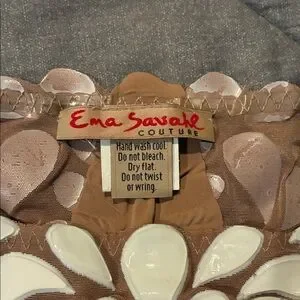 Ema Savahl
COUTURE
Hand wash cool.
Do not bleach.
Dry flat.
Do not twist
or wring.